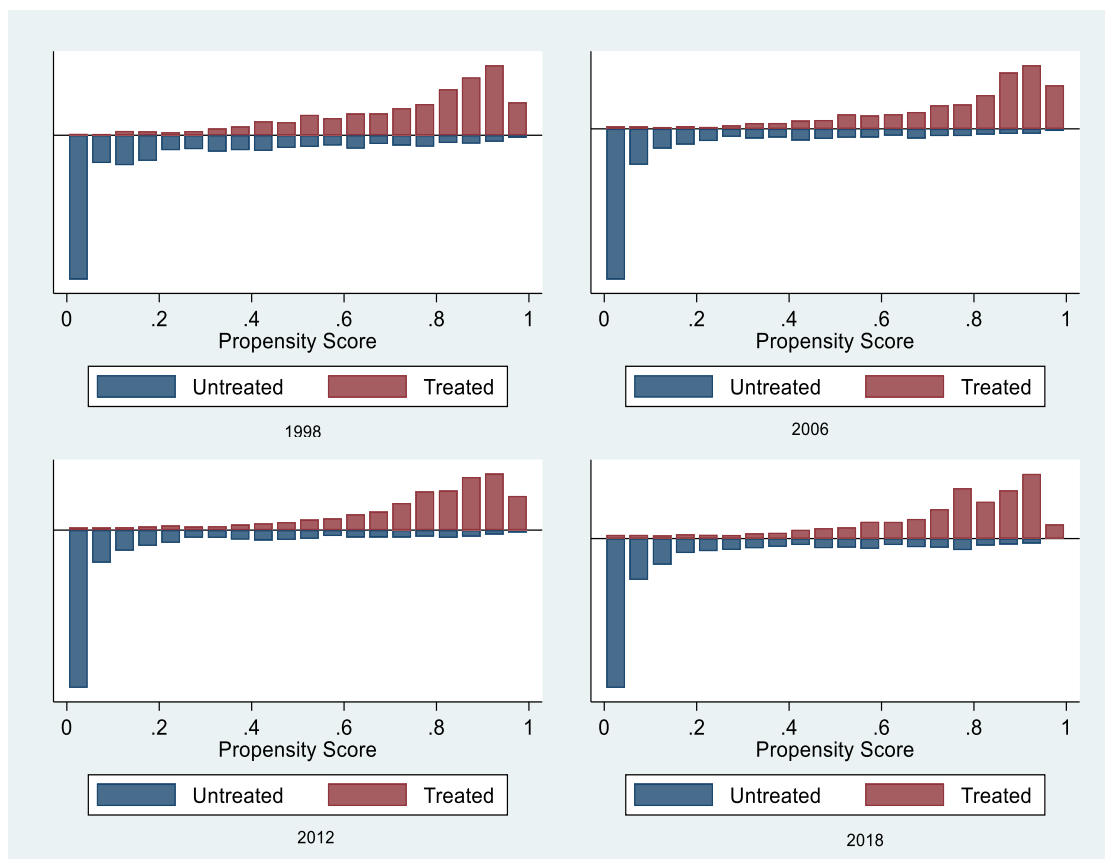 0 .2 .4 .6 .8 1
Propensity Score
Untreated Treated
1998
0 .2 .4 .6 .8 1
Propensity Score
Untreated Treated
2006
0 .2 .4 .6 .8 1
Propensity Score
Untreated Treated
2012
0 .2 .4 .6 .8 1
Propensity Score
Untreated Treated
2018